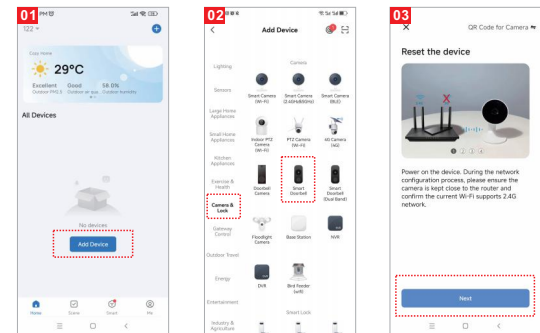 01
PM
122
Cozy Home
29°C
Excellent Good 58.0%
Outdoor PM2.5 Outdoor air qua... Outdoor humidity
All Devices
No devices
Add Device
Home Scene Smart Me
02
Add Device
Lighting
Sensors
Large Home
Appliances
Small Home
Appliances
Kitchen
Appliances
Exercise &
Health
Camera &
Lock
Gateway
Control
Outdoor Travel
Energy
Entertainment
Industry &
Agriculture
Camera
Smart Camera
(Wi-Fi)
Smart Camera
(2.4GHz&5GHz)
Smart Camera
(BLE)
Indoor PTZ
Camera
(Wi-Fi)
PTZ Camera
(Wi-Fi)
4G Camera
(4G)
Doorbell
Camera
Smart
Doorbell
Smart
Doorbell
(Dual Band)
Floodlight
Camera
Base Station
NVR
DVR
Bird Feeder
(wifi)
Smart Lock
03
QR Code for Camera
Reset the device
1 2 3 4
Power on the device. During the network
configuration process, please ensure the
camera is kept close to the router and
confirm the current Wi-Fi supports 2.4G
network.
Next